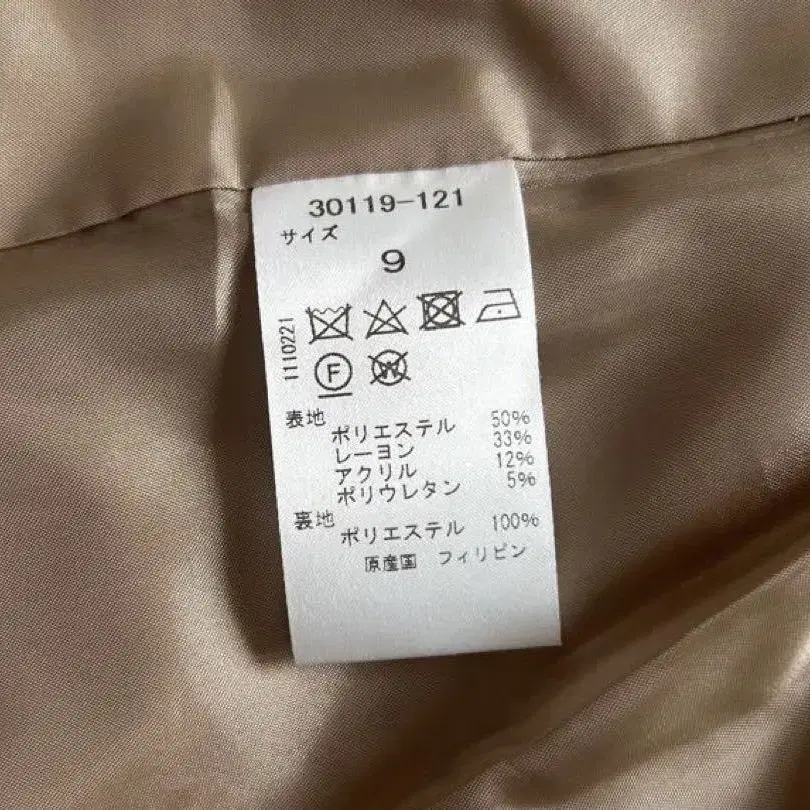 30119-121
サイズ
9
1110221
F
W
表地
ポリエステル 50%
レーヨン 33%
アクリル 12%
ポリウレタン 5%
裏地
ポリエステル 100%
原産国 フィリピン